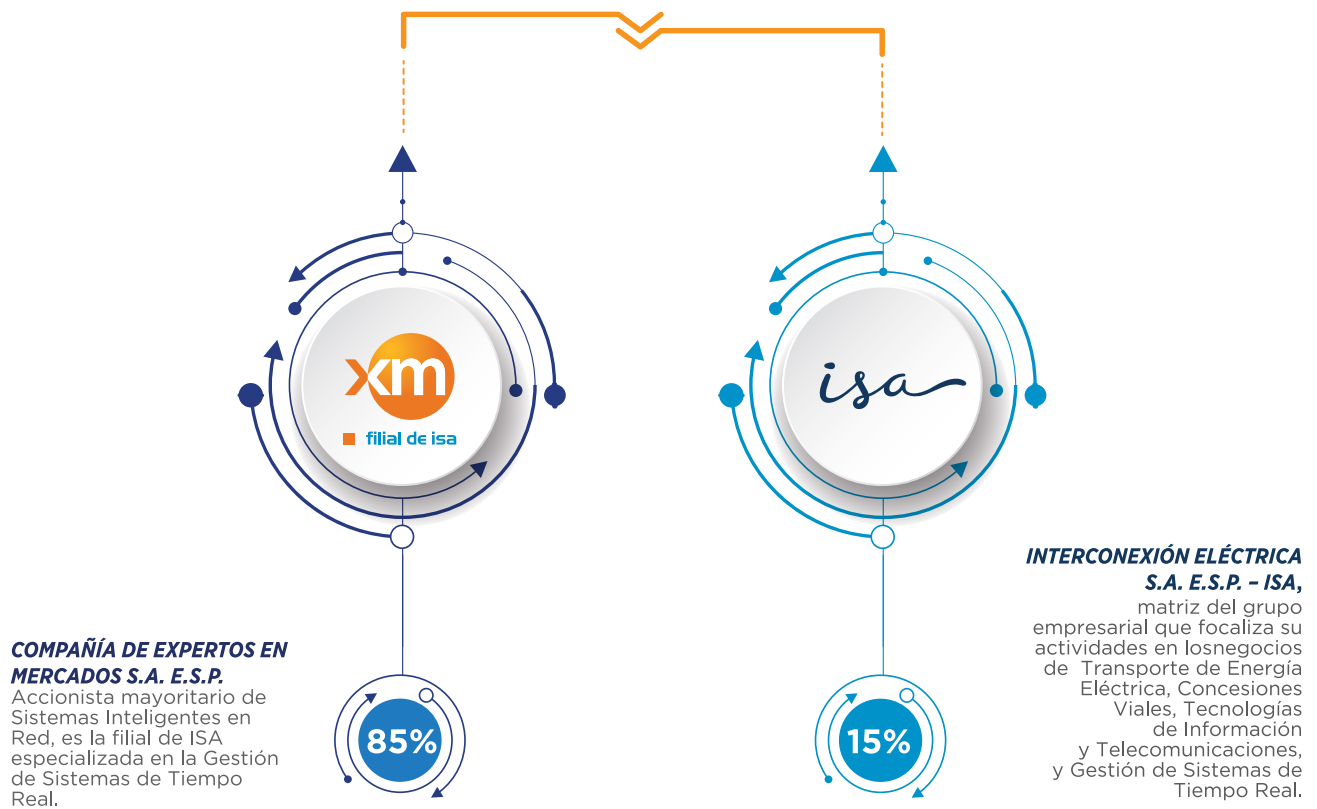 xm
filial de isa
isa
COMPAÑÍA DE EXPERTOS EN
MERCADOS S.A. E.S.P.
Accionista mayoritario de
Sistemas Inteligentes en
Red, es la filial de ISA
especializada en la Gestión
de Sistemas de Tiempo
Real.
85%
15%
INTERCONEXIÓN ELÉCTRICA
S.A. E.S.P. – ISA,
matriz del grupo
empresarial que focaliza su
actividades en losnegocios
de Transporte de Energía
Eléctrica, Concesiones
Viales, Tecnologías
de Información
y Telecomunicaciones,
y Gestión de Sistemas de
Tiempo Real.